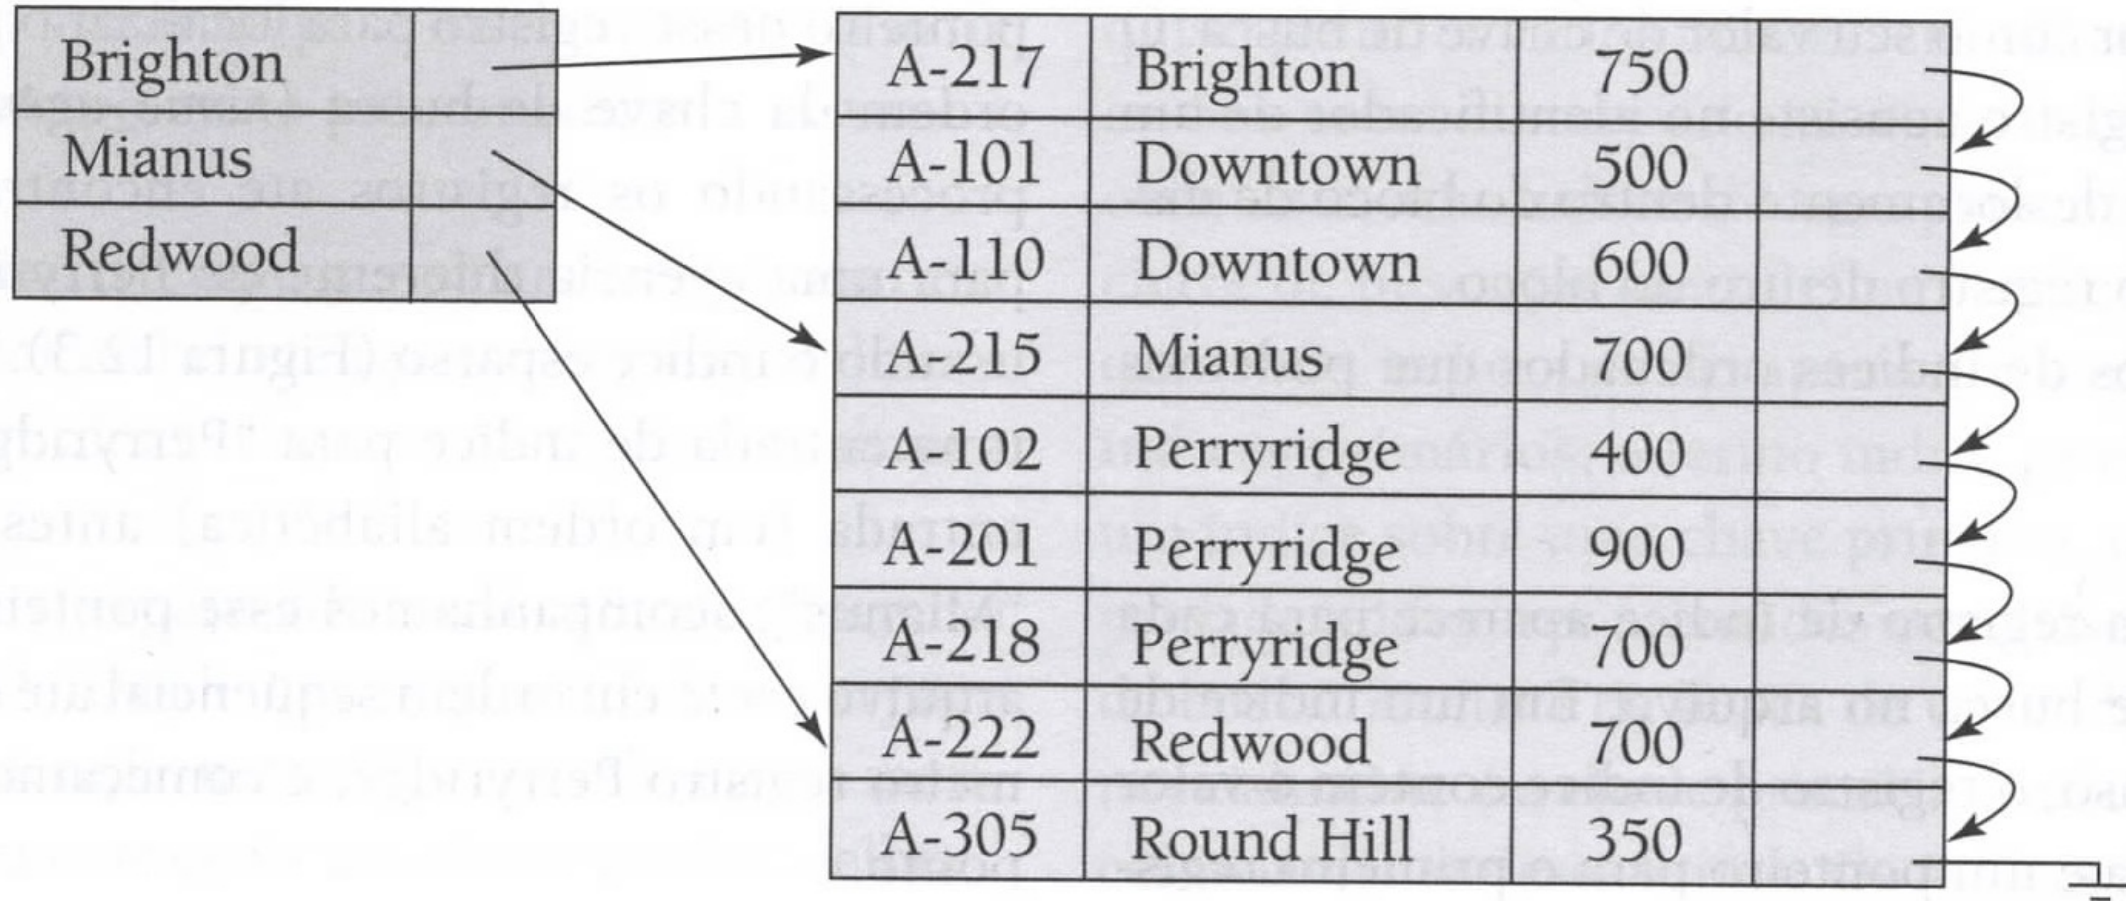 Brighton
Mianus
Redwood
A-217 Brighton 750
A-101 Downtown 500
A-110 Downtown 600
A-215 Mianus 700
A-102 Perryridge 400
A-201 Perryridge 900
A-218 Perryridge 700
A-222 Redwood 700
A-305 Round Hill 350